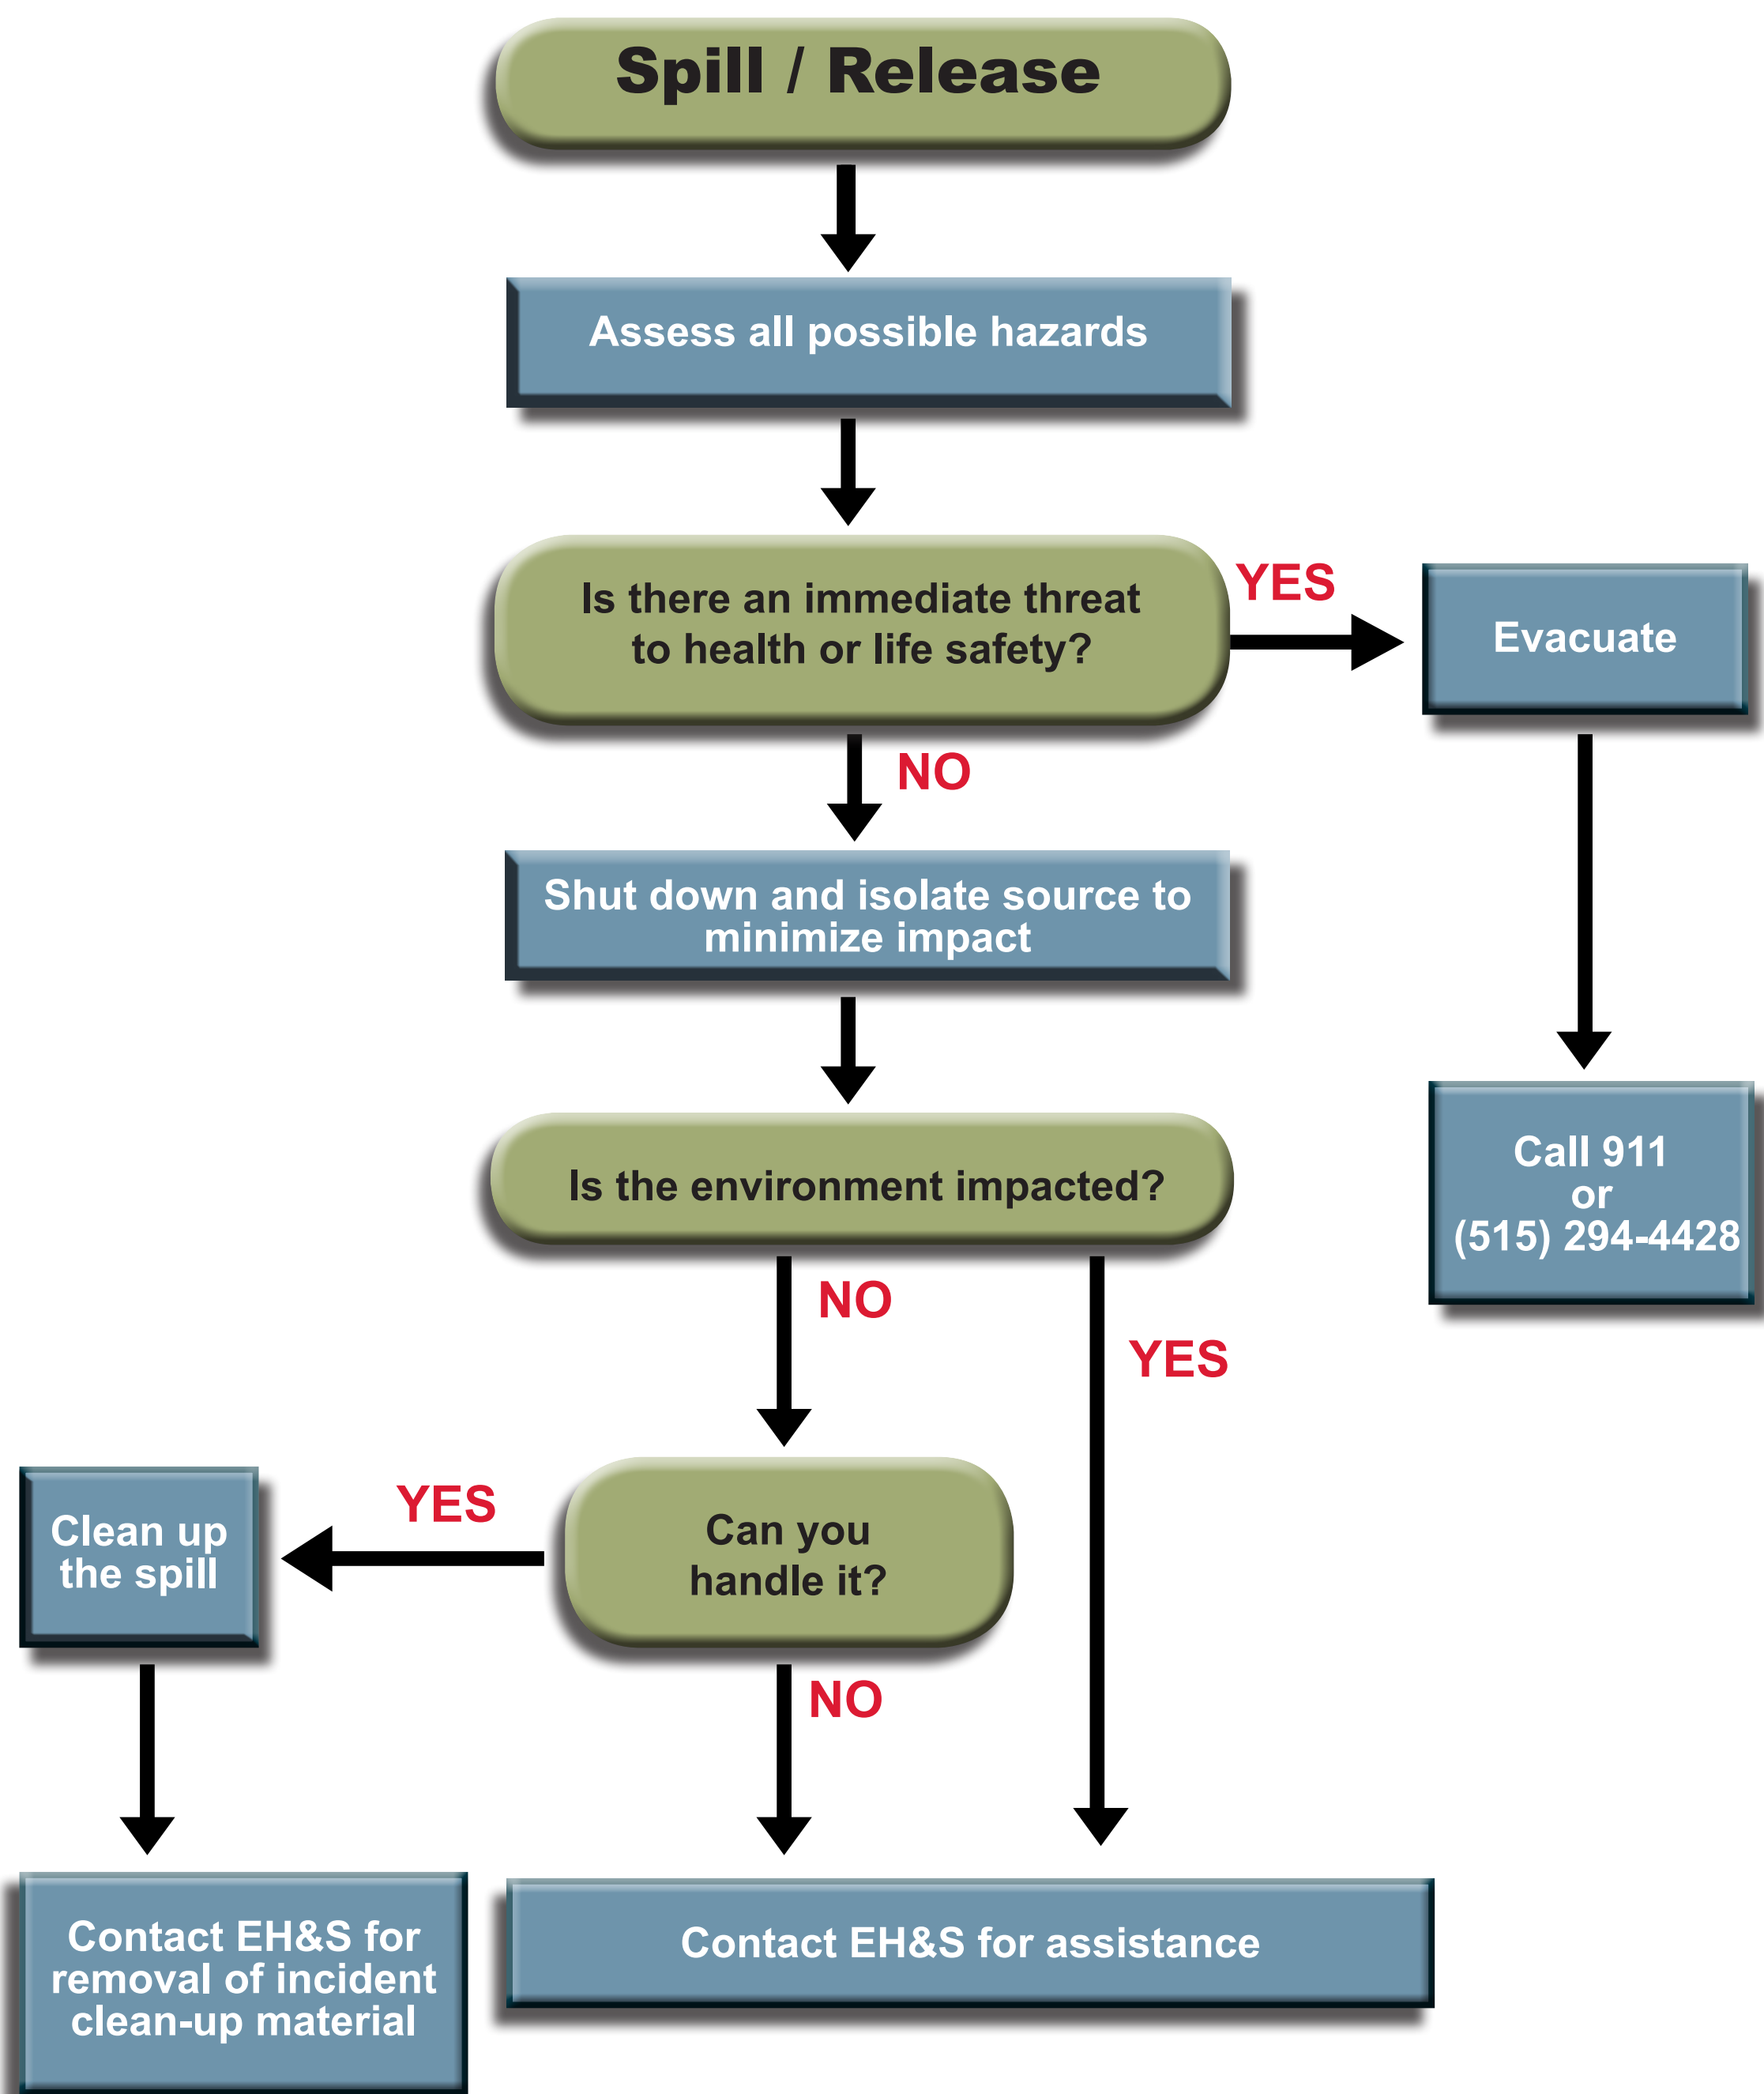 Spill / Release
Assess all possible hazards
Is there an immediate threat
to health or life safety?
YES
Evacuate
NO
Shut down and isolate source to
minimize impact
Is the environment impacted?
Call 911
or
(515) 294-4428
NO
YES
Can you
handle it?
YES
Clean up
the spill
NO
Contact EH&S for
removal of incident
clean-up material
Contact EH&S for assistance